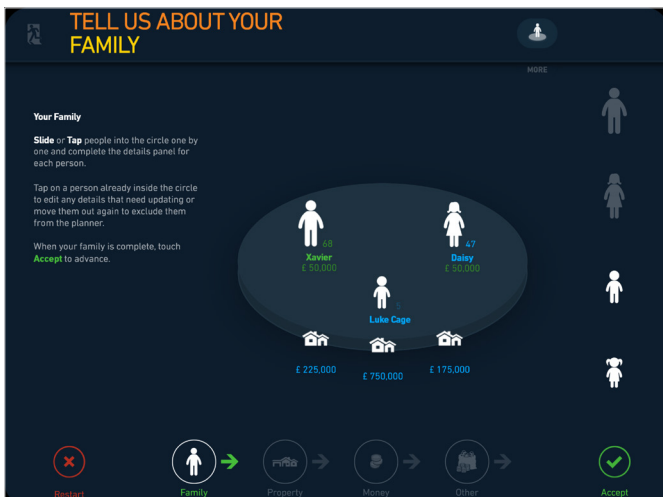 TELL US ABOUT YOUR
FAMILY
MORE
Your Family
Slide or Tap people into the circle one by
one and complete the details panel for
each person.
Tap on a person already inside the circle
to edit any details that need updating or
move them out again to exclude them
from the planner.
When your family is complete, touch
Accept to advance.
68
Xavier
£ 50,000
47
Daisy
£ 50,000
Luke Cage
£ 225,000
£ 750,000
£ 175,000
Restart
Family
Property
Money
Other
Accept